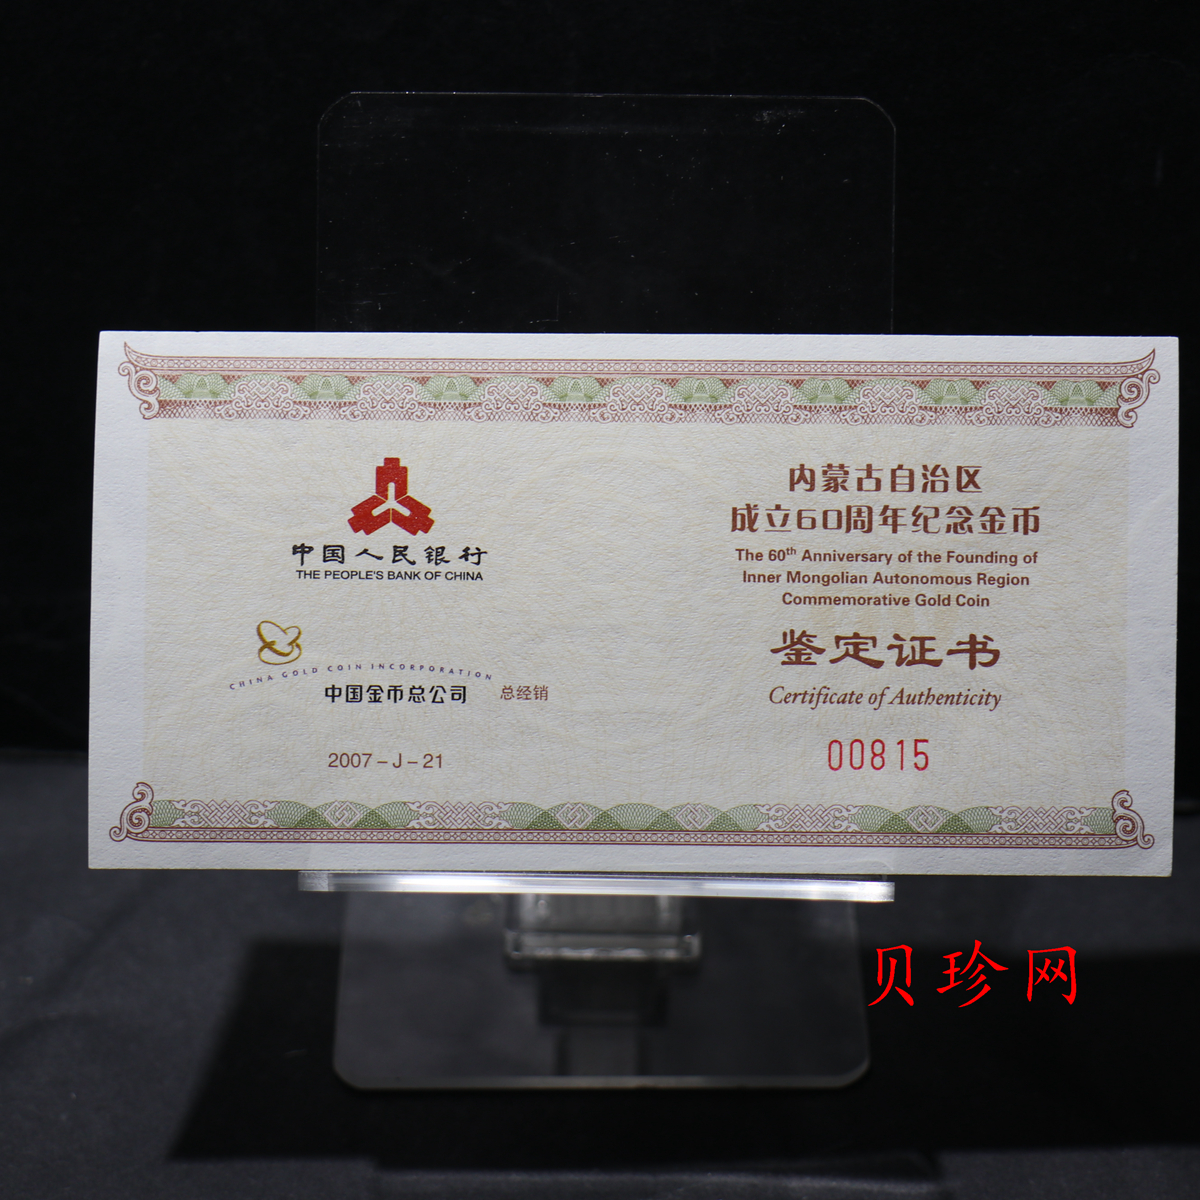 中国人民银行
THE PEOPLE'S BANK OF CHINA
CHINA GOLD COIN INCORPORATION
中国金币总公司 总经销
2007-J-21
内蒙古自治区
成立60周年纪念金币
The 60th Anniversary of the Founding of
Inner Mongolian Autonomous Region
Commemorative Gold Coin
鉴定证书
Certificate of Authenticity
00815
贝珍网